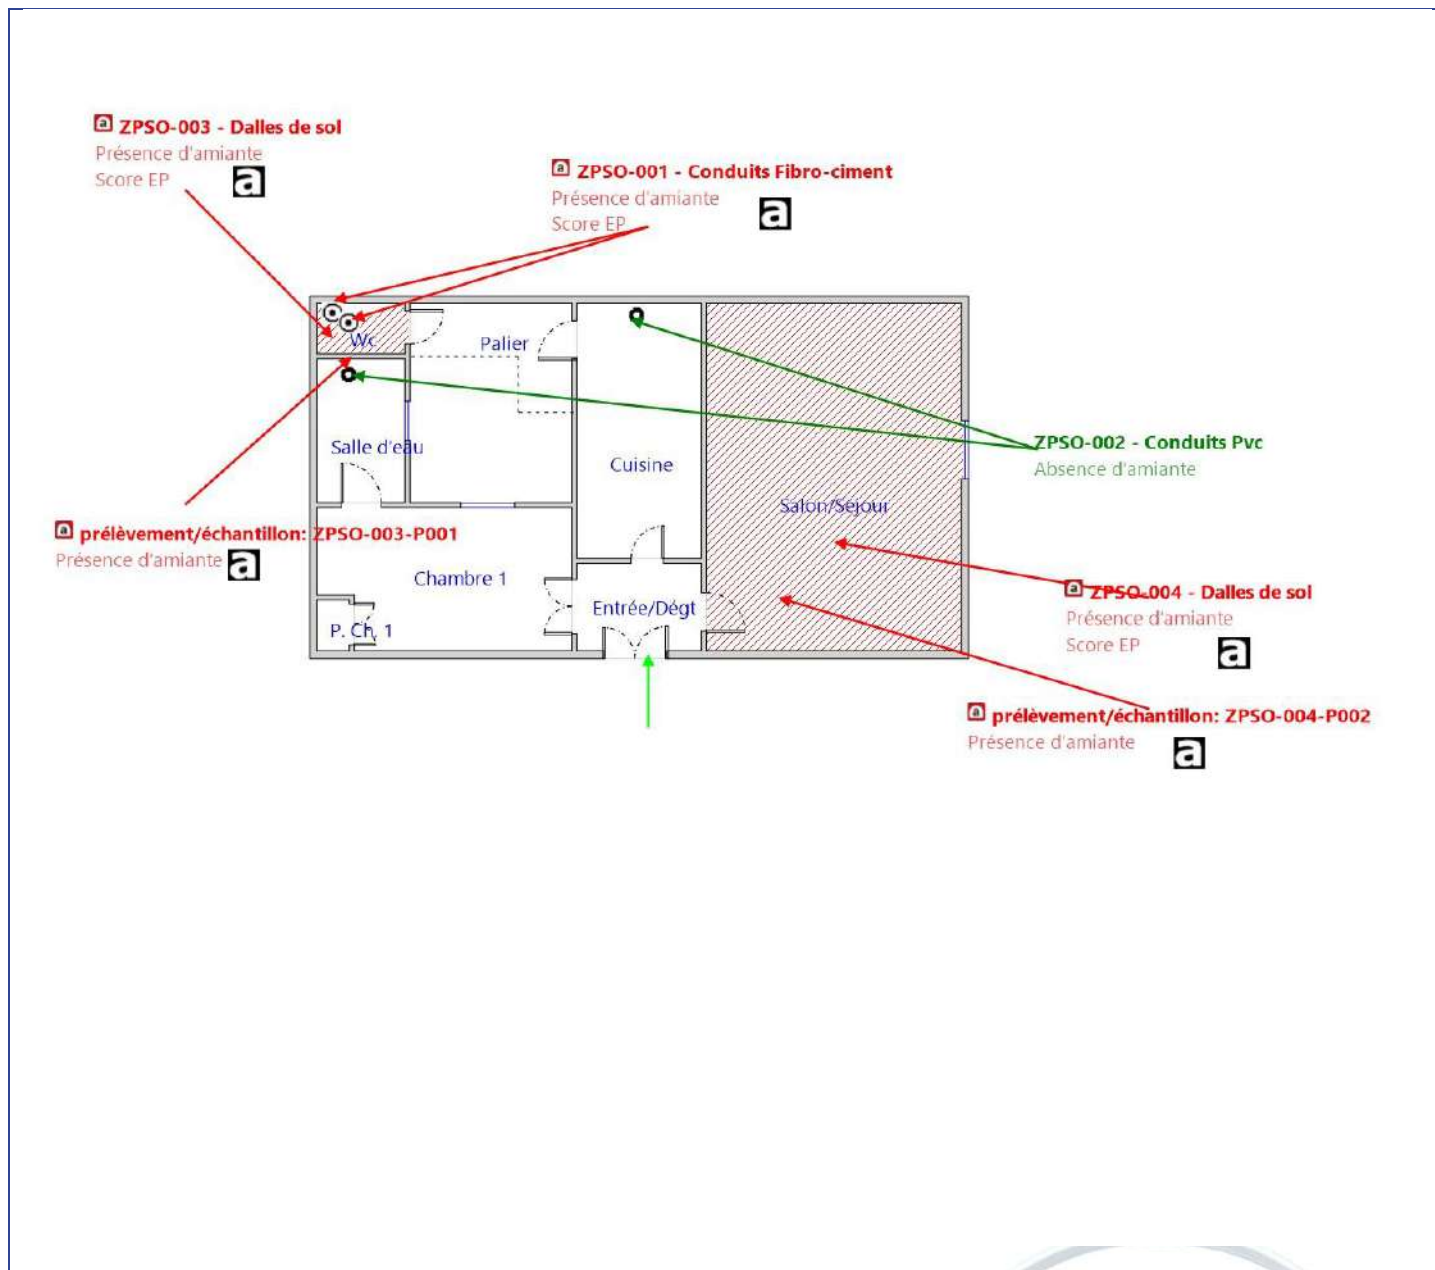 a ZPSO-003 - Dalles de sol
Présence d'amiante
Score EP
a
a ZPSO-001 - Conduits Fibro-ciment
Présence d'amiante
Score EP
a
Wc
Palier
Salle d'eau
Cuisine
ZPSO-002 - Conduits Pvc
Absence d'amiante
Salon/Séjour
a prélèvement/échantillon: ZPSO-003-P001
Présence d'amiante
a
Chambre 1
Entrée/Dégt
P. Ch. 1
a ZPSO-004 - Dalles de sol
Présence d'amiante
Score EP
a
a prélèvement/échantillon: ZPSO-004-P002
Présence d'amiante
a